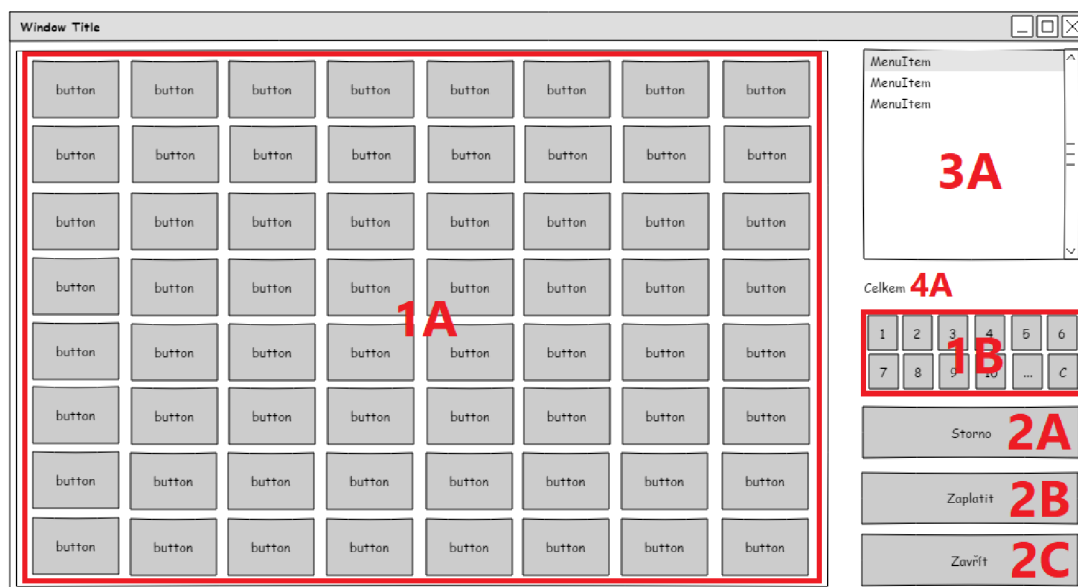 Window Title
button button button button button button button button
button button button button button button button button
button button button button button button button button
button button button button button button button button
1A
button button button button button button button button
button button button button button button button button
button button button button button button button button
button button button button button button button button
MenuItem
MenuItem
MenuItem
3A
Celkem 4A
1 2 3 4 5 6
1B
7 8 9 10 ... C
Storno 2A
Zaplatit 2B
Zavřít 2C